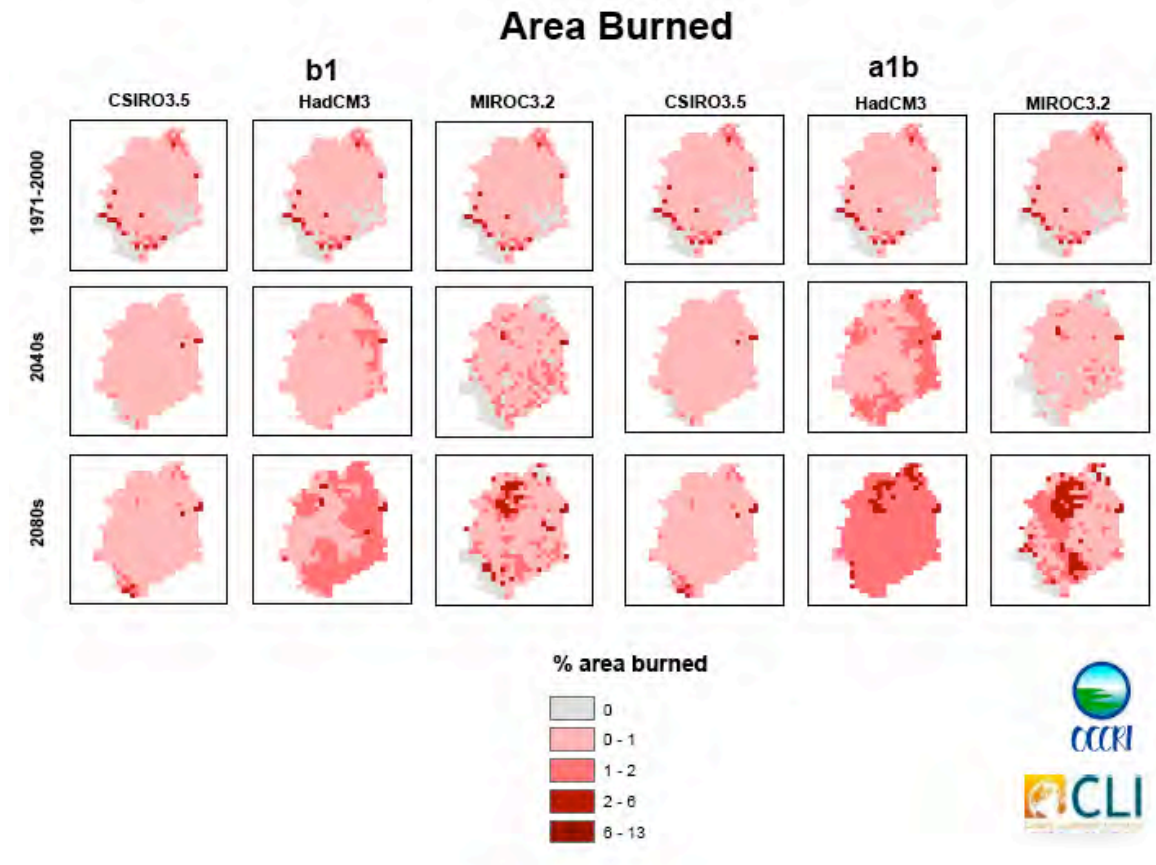 Area Burned
b1 a1b
CSIRO3.5 HadCM3 MIROC3.2 CSIRO3.5 HadCM3 MIROC3.2
1971-2000
2040s
2080s
% area burned
0
0 - 1
1 - 2
2 - 6
6 - 13
OCCRI
CLI